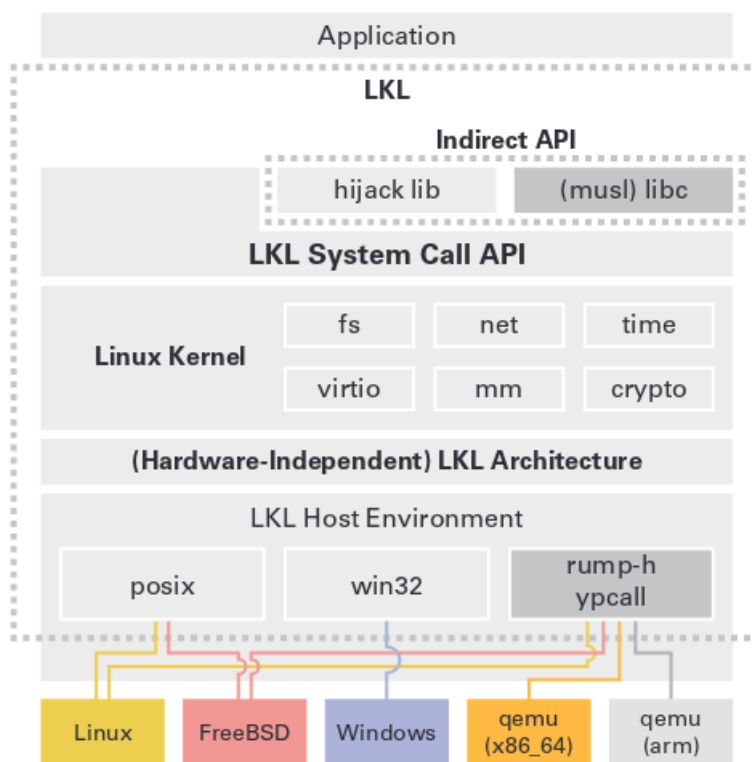 Application
LKL
Indirect API
hijack lib
(musl) libc
LKL System Call API
fs
net
time
Linux Kernel
virtio
mm
crypto
(Hardware-Independent) LKL Architecture
LKL Host Environment
posix
win32
rump-h
ypcall
Linux
FreeBSD
Windows
qemu
(x86_64)
qemu
(arm)